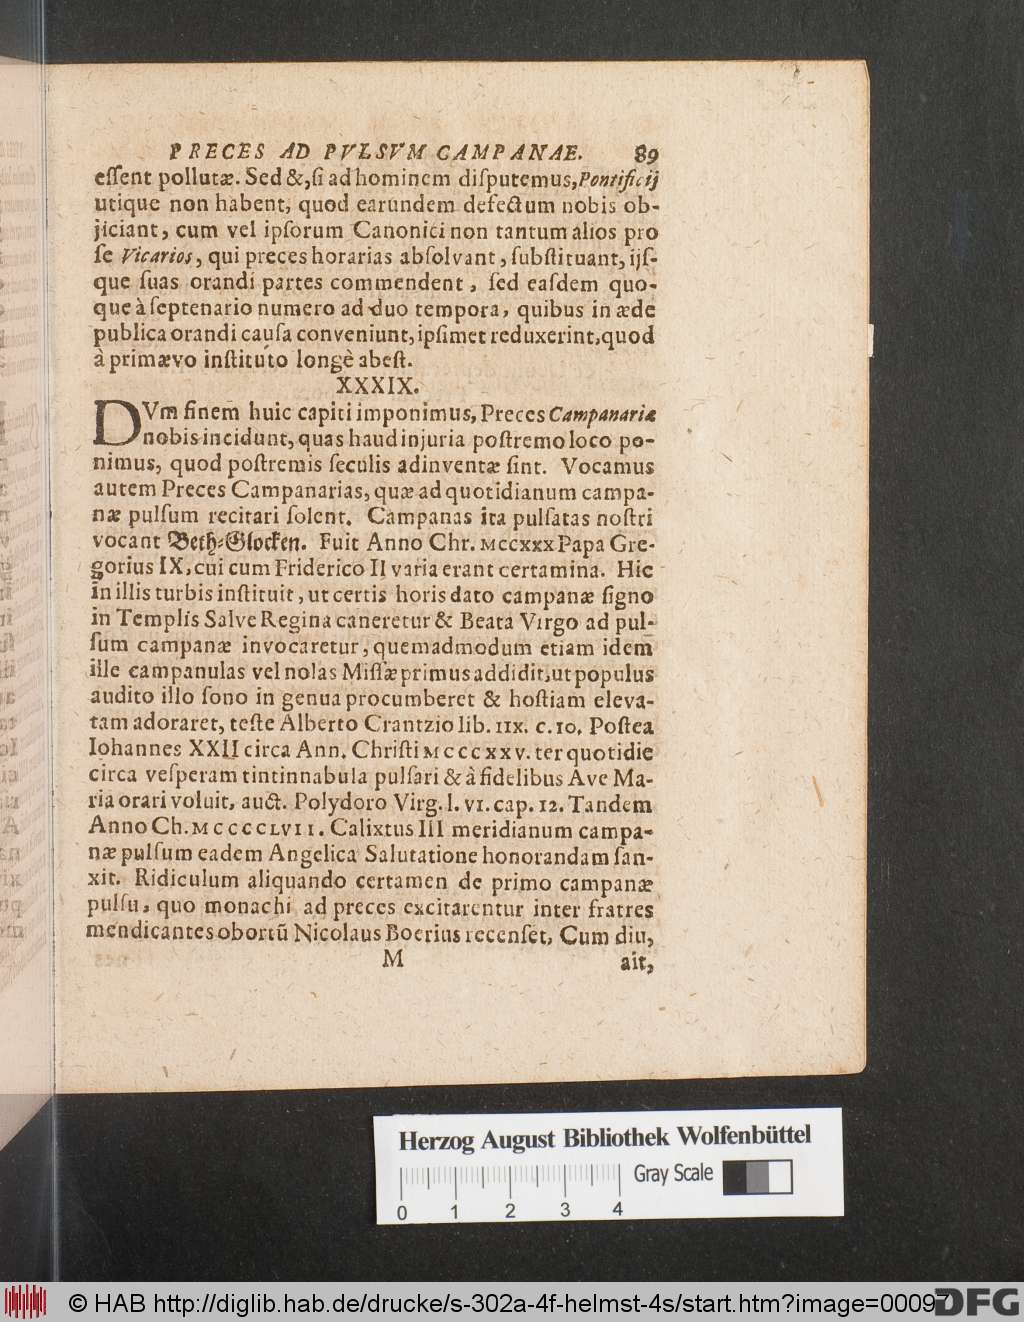 PRECES AD PVLSVM CAMPANAE. 89
eſſent pollutæ. Sed &, ſi ad hominem diſputemus, Pontificij
utique non habent, quod earundem defectum nobis ob-
jiciant, cum vel ipſorum Canonici non tantum alios pro
ſe Vicarios, qui preces horarias abſolvant, ſubſtituant, ijſ-
que ſuas orandi partes commendent, ſed eaſdem quo-
que à ſeptenario numero ad duo tempora, quibus in æde
publica orandi cauſa conveniunt, ipſimet reduxerint, quod
à primævo inſtituto longè abeſt.
XXXIX.
DVm finem huic capiti imponimus, Preces Campanariæ
nobis incidunt, quas haud injuria poſtremo loco po-
nimus, quod poſtremis ſeculis adinventæ ſint. Vocamus
autem Preces Campanarias, quæ ad quotidianum campa-
næ pulſum recitari ſolent. Campanas ita pulſatas noſtri
vocant Beth-Glocken. Fuit Anno Chr. MCCXXX Papa Gre-
gorius IX, cui cum Friderico II varia erant certamina. Hic
in illis turbis inſtituit, ut certis horis dato campanæ ſigno
in Templis Salve Regina caneretur & Beata Virgo ad pul-
ſum campanæ invocaretur, quemadmodum etiam idem
ille campanulas vel nolas Miſſæ primus addidit, ut populus
audito illo ſono in genua procumberet & hoſtiam eleva-
tam adoraret, teſte Alberto Crantzio lib. IIX. c. 10. Poſtea
Iohannes XXII circa Ann. Chriſti MCCCXXV. ter quotidie
circa veſperam tintinnabula pulſari & à fidelibus Ave Ma-
ria orari voluit, auct. Polydoro Virg. l. VI. cap. 12. Tandem
Anno Ch. MCCCCLVII. Calixtus III meridianum campa-
næ pulſum eadem Angelica Salutatione honorandam ſan-
xit. Ridiculum aliquando certamen de primo campanæ
pulſu, quo monachi ad preces excitarentur inter fratres
mendicantes obortũ Nicolaus Boerius recenſet, Cum diu,
M ait,
Herzog August Bibliothek Wolfenbüttel
Gray Scale
0 1 2 3 4
© HAB http://diglib.hab.de/drucke/s-302a-4f-helmst-4s/start.htm?image=00097
DFG